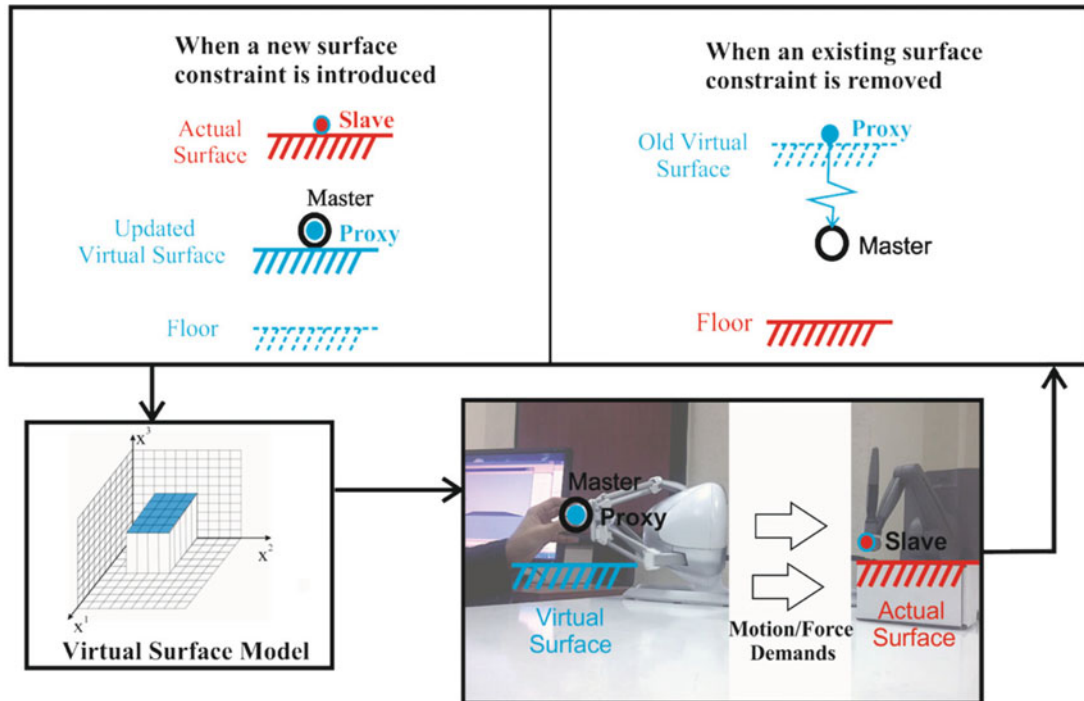 When a new surface
constraint is introduced
Slave
Actual
Surface
Master
Proxy
Updated
Virtual Surface
Floor
When an existing surface
constraint is removed
Proxy
Old Virtual
Surface
Master
Floor
x³
x²
x¹
Virtual Surface Model
Master
Proxy
Virtual
Surface
Motion/Force
Demands
Slave
Actual
Surface